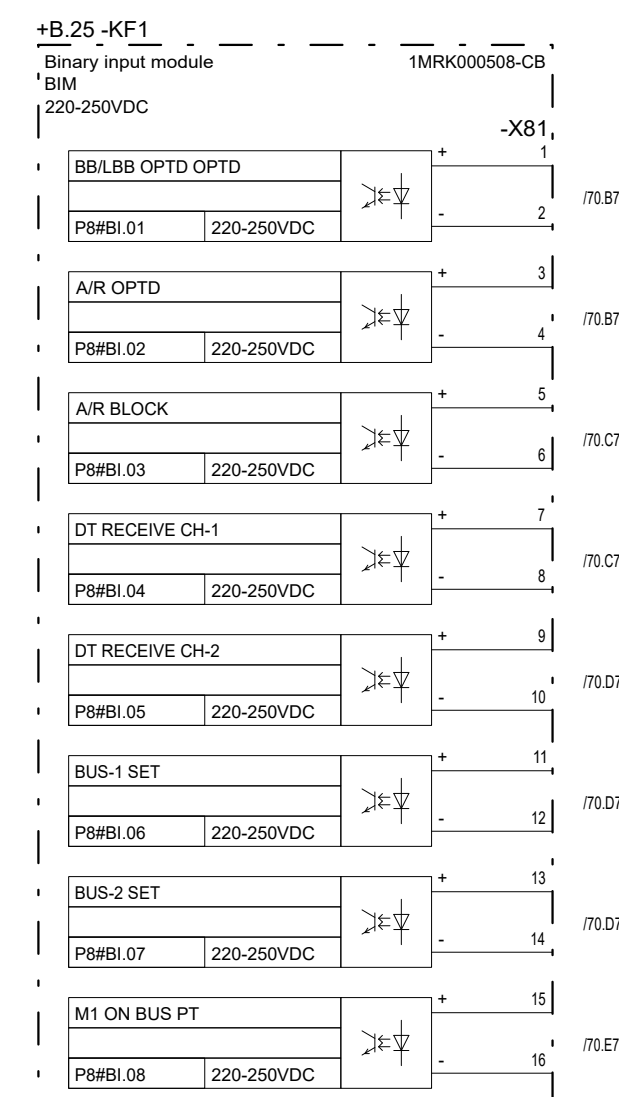 +B.25 -KF1
Binary input module 1MRK000508-CB
BIM
220-250VDC
-X81
BB/LBB OPTD OPTD + 1
/70.B7
P8#BI.01 220-250VDC - 2
A/R OPTD + 3
/70.B7
P8#BI.02 220-250VDC - 4
A/R BLOCK + 5
/70.C7
P8#BI.03 220-250VDC - 6
DT RECEIVE CH-1 + 7
/70.C7
P8#BI.04 220-250VDC - 8
DT RECEIVE CH-2 + 9
/70.D7
P8#BI.05 220-250VDC - 10
BUS-1 SET + 11
/70.D7
P8#BI.06 220-250VDC - 12
BUS-2 SET + 13
/70.D7
P8#BI.07 220-250VDC - 14
M1 ON BUS PT + 15
/70.E7
P8#BI.08 220-250VDC - 16